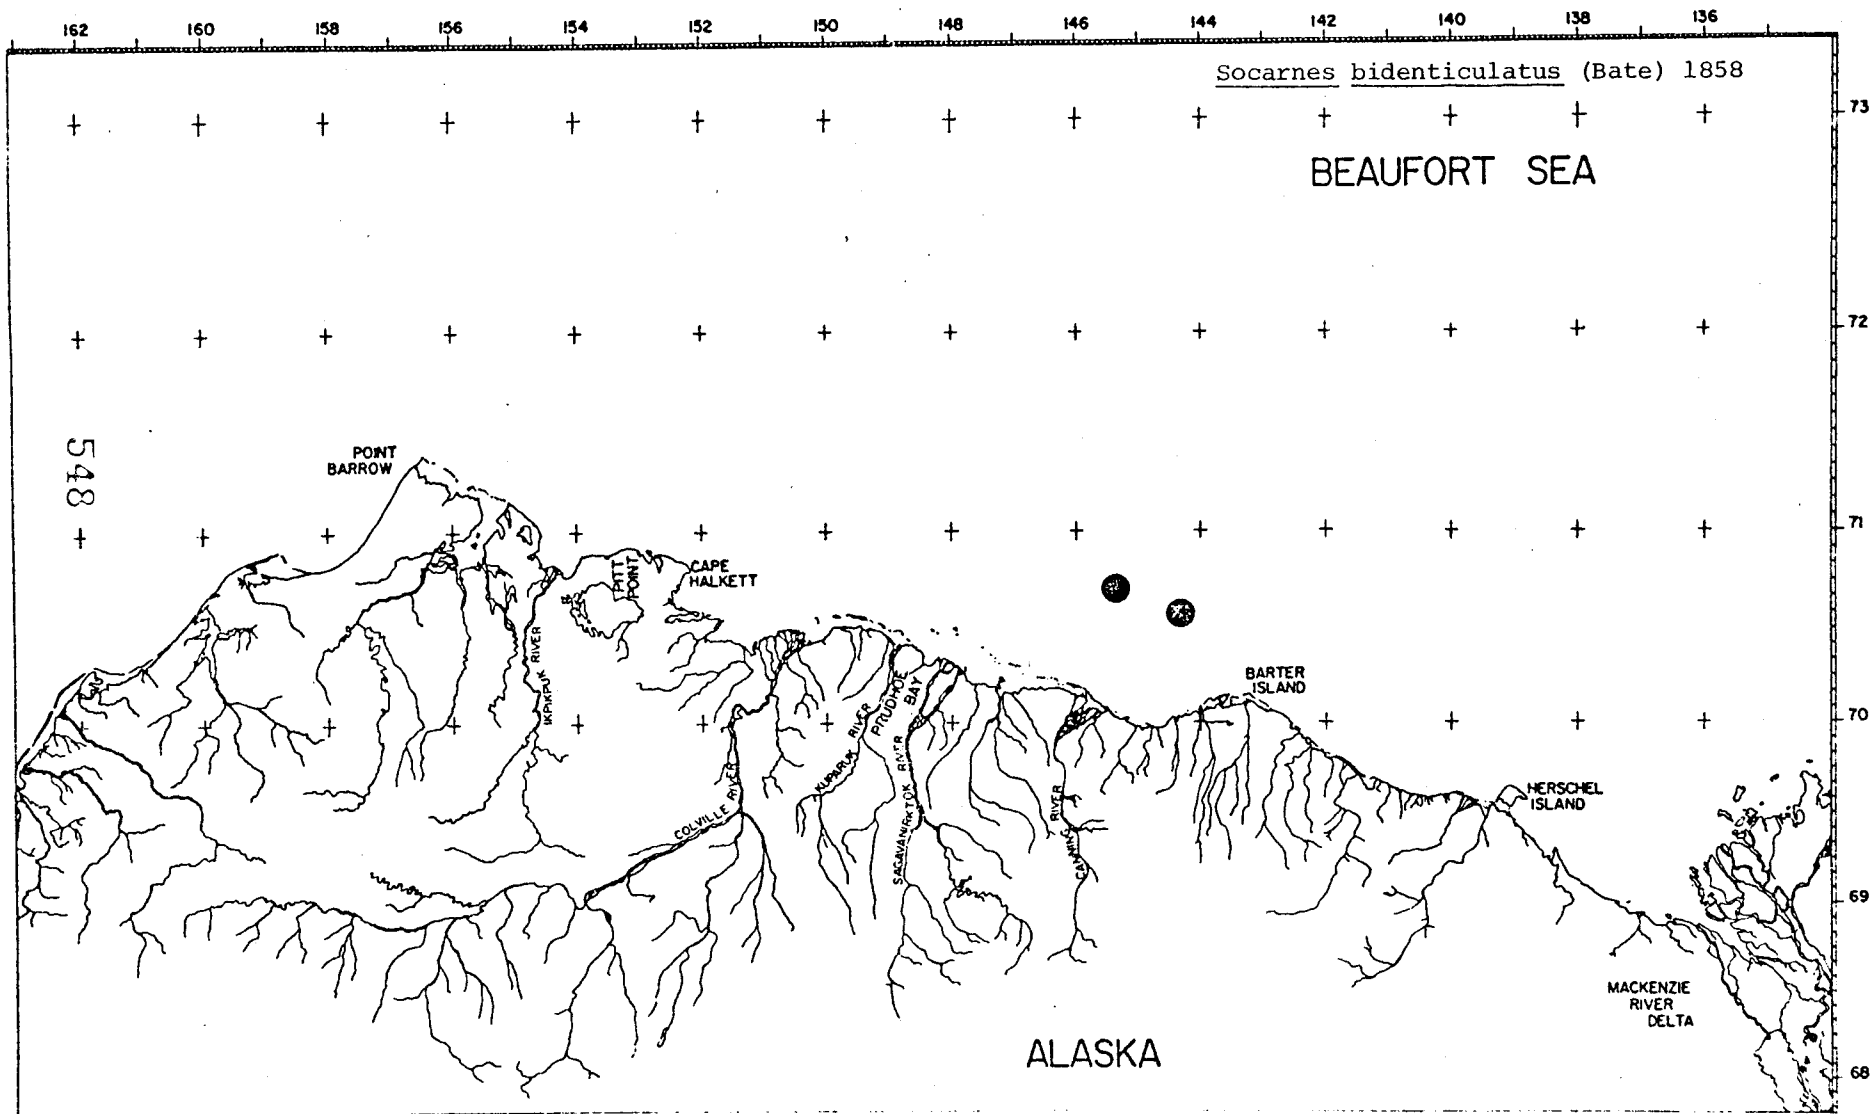 162 160 158 156 154 152 150 148 146 144 142 140 138 136
Socarnes bidenticulatus (Bate) 1858
73
BEAUFORT SEA
72
548
POINT
BARROW
71
PITT
POINT
CAPE
HALKETT
IKPIKPUK RIVER
BARTER
ISLAND
PRUDHOE
BAY
70
KUPARUK RIVER
COLVILLE RIVER
SAGAVANIRKTOK RIVER
CANNING RIVER
HERSCHEL
ISLAND
69
MACKENZIE
RIVER
DELTA
ALASKA
68